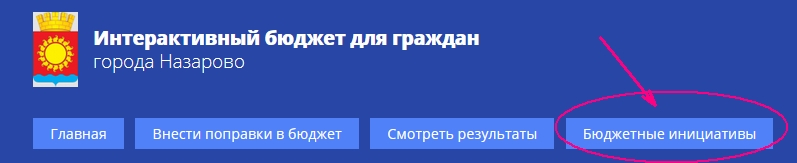 Интерактивный бюджет для граждан
города Назарово
Главная Внести поправки в бюджет Смотреть результаты Бюджетные инициативы